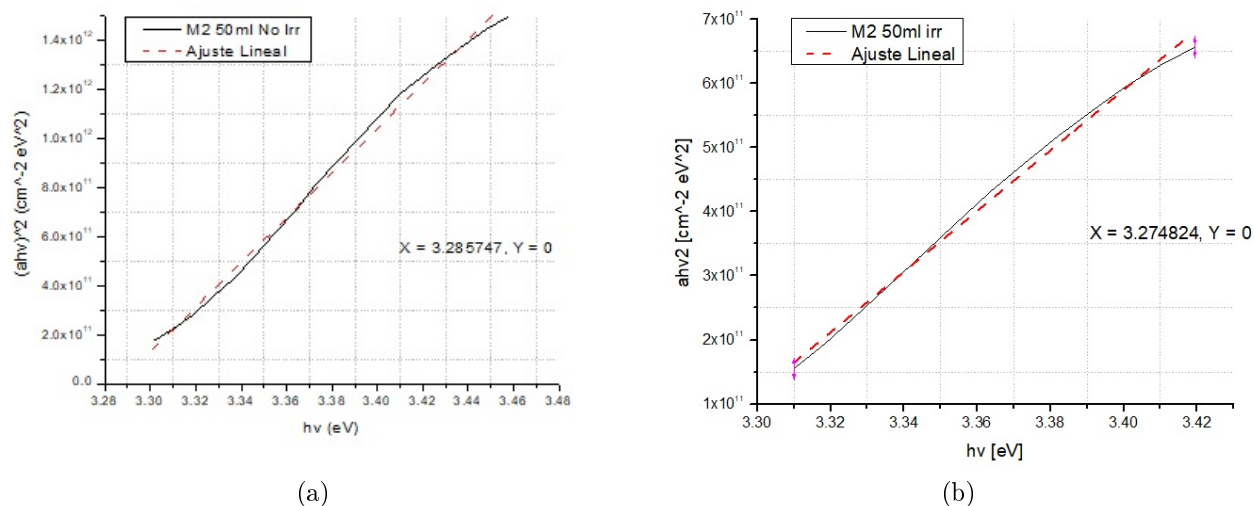 M2 50ml No Irr
Ajuste Lineal
1.4x10^12
1.2x10^12
1.0x10^12
8.0x10^11
6.0x10^11
4.0x10^11
2.0x10^11
0.0
(ahv)^2 (cm^-2 eV^2)
X = 3.285747, Y = 0
3.28 3.30 3.32 3.34 3.36 3.38 3.40 3.42 3.44 3.46 3.48
hv (eV)
(a)
M2 50ml irr
Ajuste Lineal
7x10^11
6x10^11
5x10^11
4x10^11
3x10^11
2x10^11
1x10^11
ahv2 [cm^-2 eV^2]
X = 3.274824, Y = 0
3.30 3.32 3.34 3.36 3.38 3.40 3.42
hv [eV]
(b)